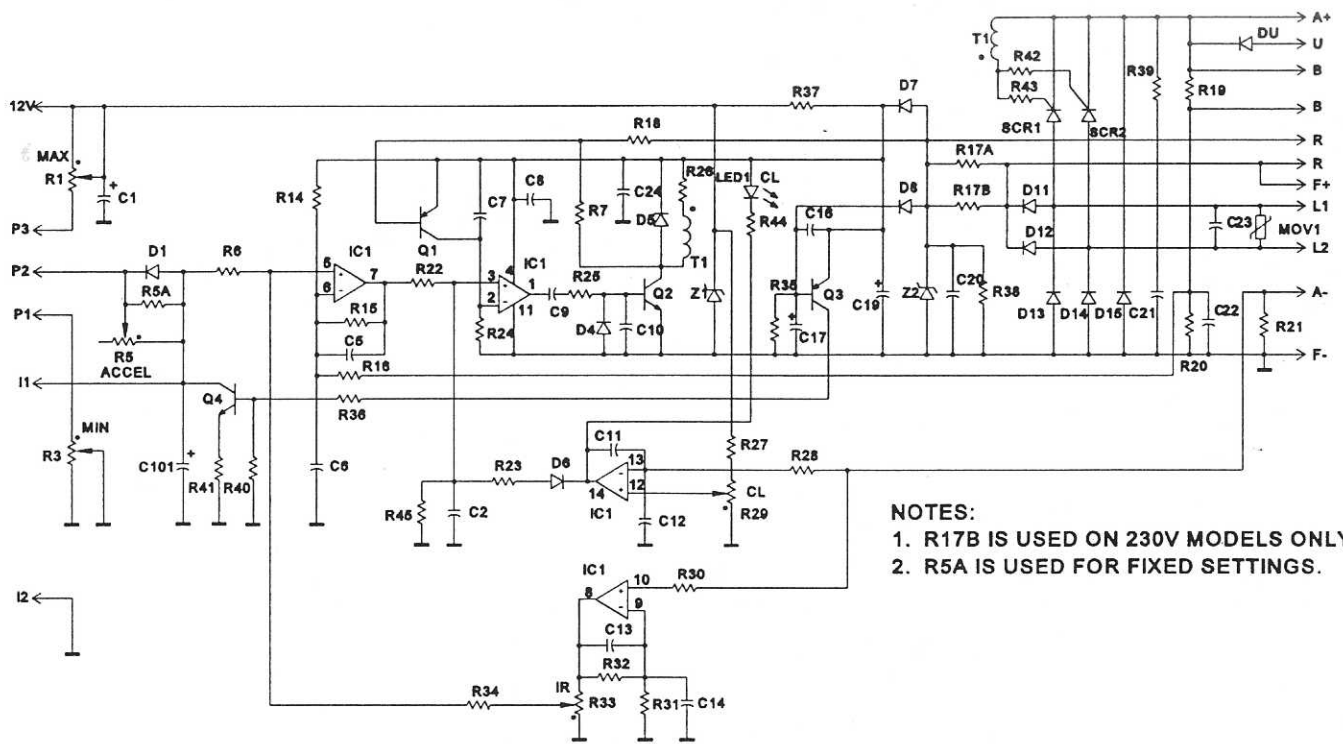 A+
T1
DU
U
R42
B
R39
R43
R19
12V
R37
D7
B
SCR1
SCR2
R18
R
MAX
R17A
R
R1
C1
R14
C7
C8
C24
R26
LED1
CL
F+
R7
D5
R44
C16
D8
R17B
D11
L1
P3
Q1
D12
C23
MOV1
D1
R6
IC1
T1
L2
P2
5
7
R22
4
IC1
6
3
1
R25
Q2
Z1
R35
Q3
Z2
C20
R38
A-
R5A
2
11
C9
P1
R15
R24
D4
C10
C17
C19
D13
D14
D15
C21
C22
R21
R5
C5
ACCEL
R16
R20
F-
I1
Q4
R36
MIN
R3
C11
R27
C101
C6
R23
D6
13
R28
R41
R40
14
12
CL
R45
C2
IC1
C12
R29
NOTES:
1. R17B IS USED ON 230V MODELS ONLY
2. R5A IS USED FOR FIXED SETTINGS.
IC1
10
R30
I2
8
9
C13
R32
IR
R34
R33
R31
C14